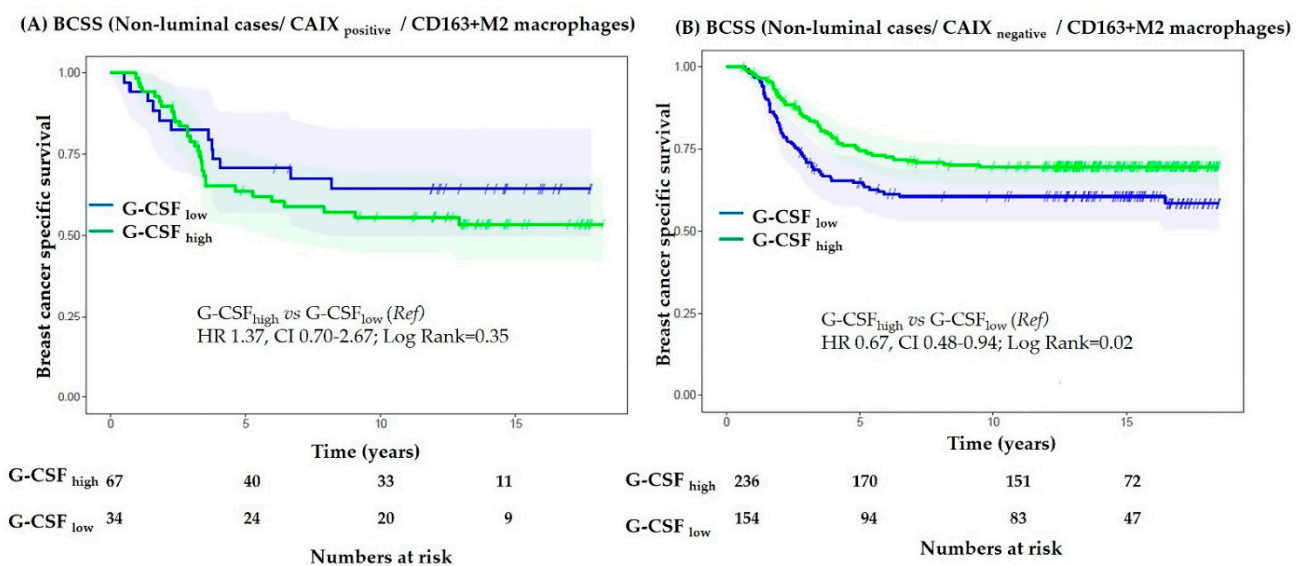 (A) BCSS (Non-luminal cases/ CAIX positive / CD163+M2 macrophages)
Breast cancer specific survival
1.00
0.75
0.50
0.25
0.00
G-CSF low
G-CSF high
G-CSFhigh vs G-CSFlow (Ref)
HR 1.37, CI 0.70-2.67; Log Rank=0.35
0 5 10 15
Time (years)
G-CSF high 67 40 33 11
G-CSF low 34 24 20 9
Numbers at risk
(B) BCSS (Non-luminal cases/ CAIX negative / CD163+M2 macrophages)
Breast cancer specific survival
1.00
0.75
0.50
0.25
0.00
G-CSF low
G-CSF high
G-CSFhigh vs G-CSFlow (Ref)
HR 0.67, CI 0.48-0.94; Log Rank=0.02
0 5 10 15
Time (years)
G-CSF high 236 170 151 72
G-CSF low 154 94 83 47
Numbers at risk